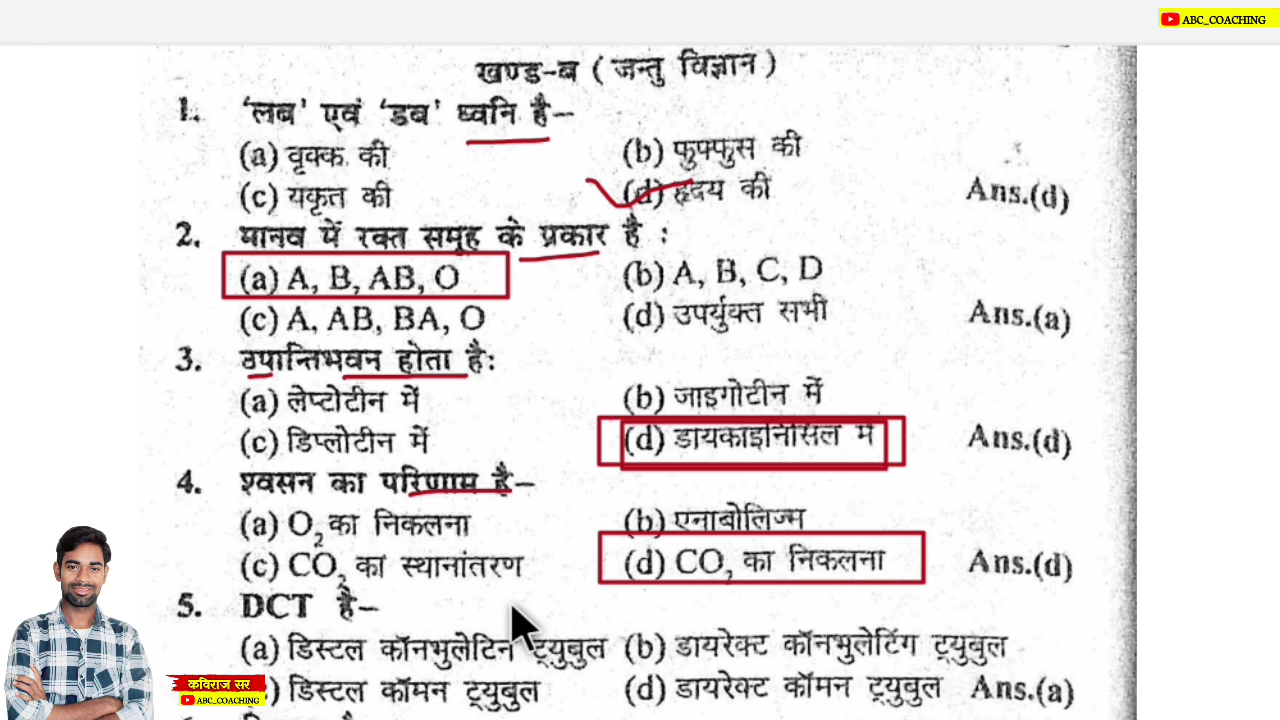 ABC_COACHING
खण्ड-ब ( जन्तु विज्ञान )
1. 'लब' एवं 'डब' ध्वनि है–
(a) वृक्क की (b) फुफ्फुस की
(c) यकृत की (d) हृदय की Ans.(d)
2. मानव में रक्त समूह के प्रकार है :
(a) A, B, AB, O (b) A, B, C, D
(c) A, AB, BA, O (d) उपर्युक्त सभी Ans.(a)
3. उपान्तिभवन होता है:
(a) लेप्टोटीन में (b) जाइगोटीन में
(c) डिप्लोटीन में (d) डायकाइनिसिल में Ans.(d)
4. श्वसन का परिणाम है–
(a) O₂ का निकलना (b) एनाबोलिज्म
(c) CO₂ का स्थानांतरण (d) CO₂ का निकलना Ans.(d)
5. DCT है–
(a) डिस्टल कॉनभुलेटिन ट्युबुल (b) डायरेक्ट कॉनभुलेटिंग ट्युबुल
) डिस्टल कॉमन ट्युबुल (d) डायरेक्ट कॉमन ट्युवुल Ans.(a)
कविराज सर
ABC_COACHING